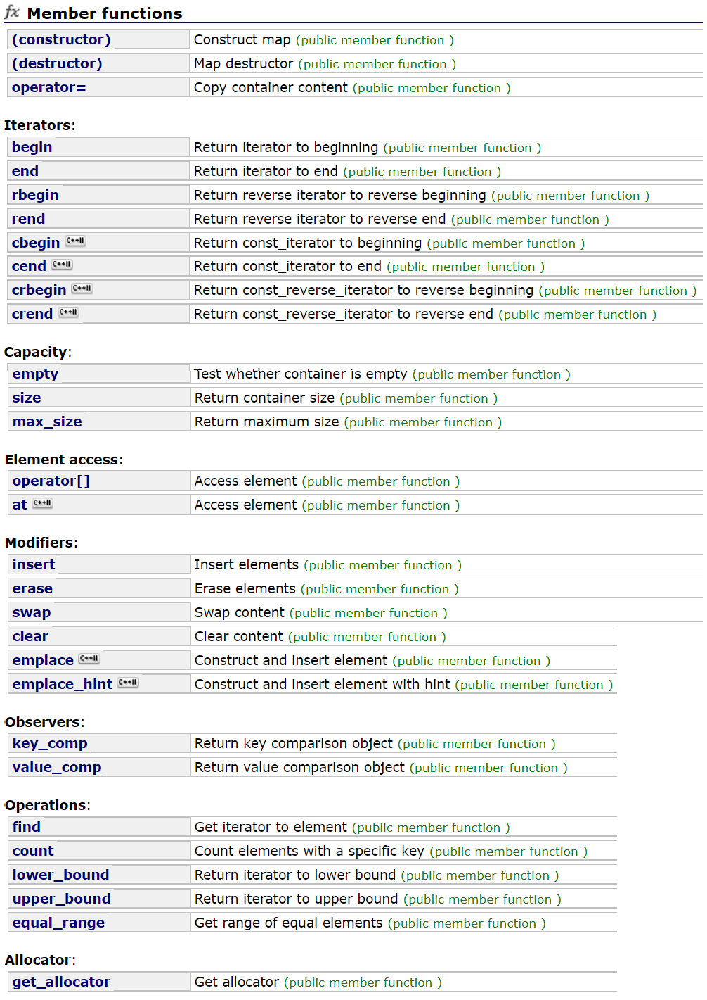 fx Member functions
(constructor) Construct map (public member function )
(destructor) Map destructor (public member function )
operator= Copy container content (public member function )
Iterators:
begin Return iterator to beginning (public member function )
end Return iterator to end (public member function )
rbegin Return reverse iterator to reverse beginning (public member function )
rend Return reverse iterator to reverse end (public member function )
cbegin C++11 Return const_iterator to beginning (public member function )
cend C++11 Return const_iterator to end (public member function )
crbegin C++11 Return const_reverse_iterator to reverse beginning (public member function )
crend C++11 Return const_reverse_iterator to reverse end (public member function )
Capacity:
empty Test whether container is empty (public member function )
size Return container size (public member function )
max_size Return maximum size (public member function )
Element access:
operator[] Access element (public member function )
at C++11 Access element (public member function )
Modifiers:
insert Insert elements (public member function )
erase Erase elements (public member function )
swap Swap content (public member function )
clear Clear content (public member function )
emplace C++11 Construct and insert element (public member function )
emplace_hint C++11 Construct and insert element with hint (public member function )
Observers:
key_comp Return key comparison object (public member function )
value_comp Return value comparison object (public member function )
Operations:
find Get iterator to element (public member function )
count Count elements with a specific key (public member function )
lower_bound Return iterator to lower bound (public member function )
upper_bound Return iterator to upper bound (public member function )
equal_range Get range of equal elements (public member function )
Allocator:
get_allocator Get allocator (public member function )